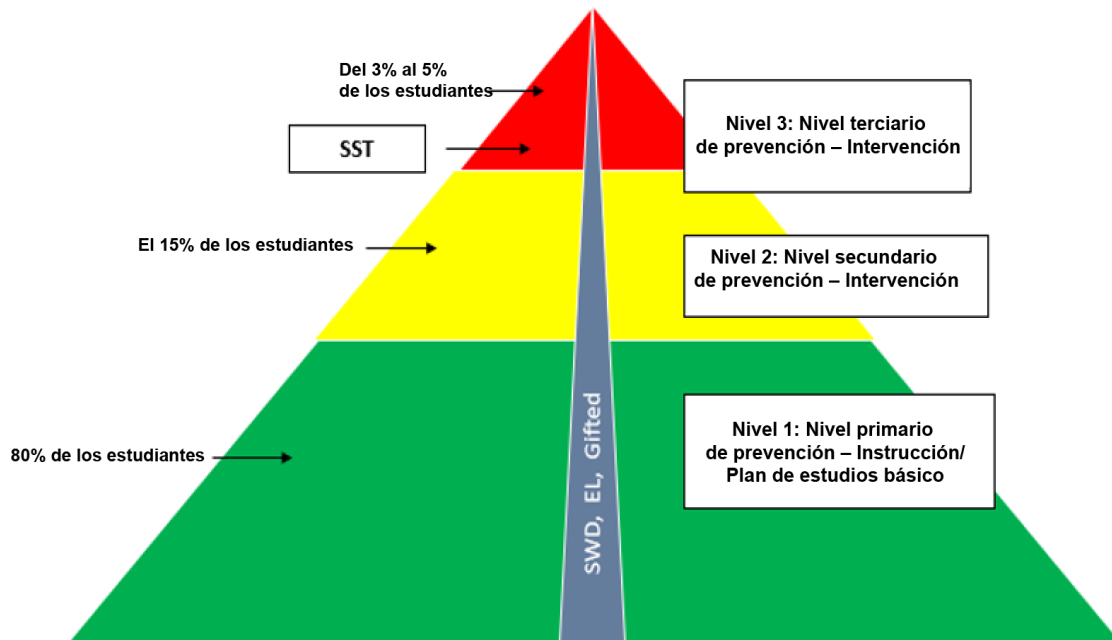 Del 3% al 5%
de los estudiantes
SST
Nivel 3: Nivel terciario
de prevención – Intervención
El 15% de los estudiantes
Nivel 2: Nivel secundario
de prevención – Intervención
80% de los estudiantes
Nivel 1: Nivel primario
de prevención – Instrucción/
Plan de estudios básico
SWD, EL, Gifted